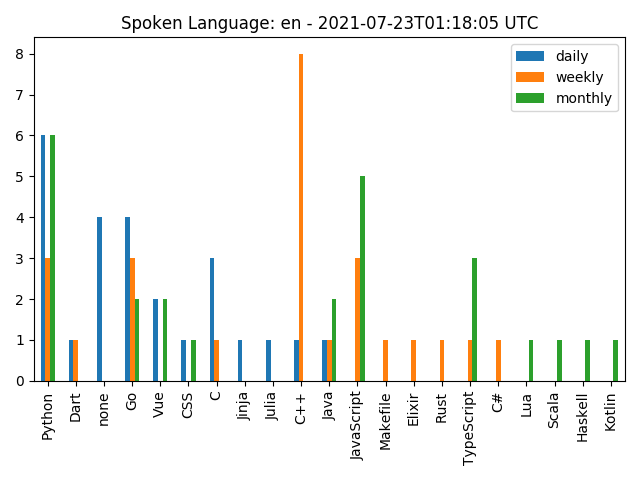 Spoken Language: en - 2021-07-23T01:18:05 UTC
daily
weekly
monthly
8
7
6
5
4
3
2
1
0
Python
Dart
none
Go
Vue
CSS
C
Jinja
Julia
C++
Java
JavaScript
Makefile
Elixir
Rust
TypeScript
C#
Lua
Scala
Haskell
Kotlin